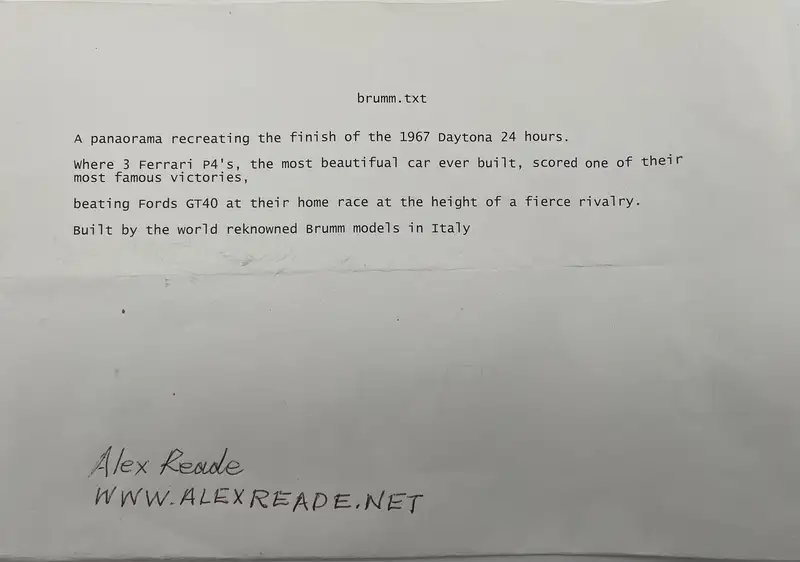 brumm.txt
A panaorama recreating the finish of the 1967 Daytona 24 hours.
Where 3 Ferrari P4's, the most beautifual car ever built, scored one of their
most famous victories,
beating Fords GT40 at their home race at the height of a fierce rivalry.
Built by the world reknowned Brumm models in Italy
Alex Reade
WWW.ALEXREADE.NET